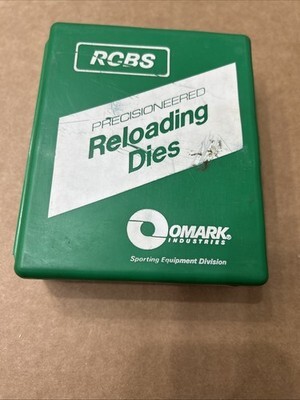 RCBS
PRECISIONEERED
Reloading
Dies
OMARK®
INDUSTRIES
Sporting Equipment Division